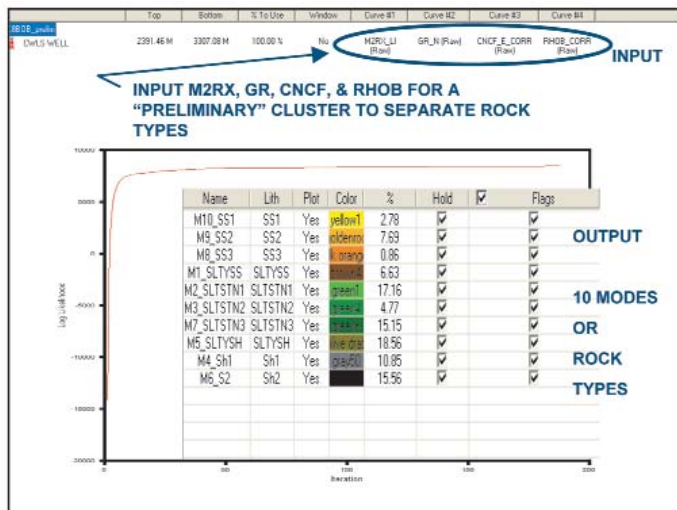 Top Bottom % To Use Window Curve #1 Curve #2 Curve #3 Curve #4
CWLS WELL 2391.46 M 3307.08 M 100.00 % No M2RX_LI (Raw) GR_N (Raw) CNCF_E_CORR (Raw) RHOB_CORR (Raw)
INPUT
INPUT M2RX, GR, CNCF, & RHOB FOR A
“PRELIMINARY” CLUSTER TO SEPARATE ROCK
TYPES
10000
5000
0
-5000
-10000
-15000
Log Likelihood
Name Lith Plot Color % Hold Flags
M10_SS1 SS1 Yes yellow1 2.78
M9_SS2 SS2 Yes 7.69
M8_SS3 SS3 Yes 0.86
M1_SLTYSS SLTYSS Yes 6.63
M2_SLTSTN1 SLTSTN1 Yes green1 17.16
M3_SLTSTN2 SLTSTN2 Yes 4.77
M7_SLTSTN3 SLTSTN3 Yes 15.15
M5_SLTYSH SLTYSH Yes 18.56
M4_Sh1 Sh1 Yes 10.85
M6_S2 Sh2 Yes 15.56
OUTPUT
10 MODES
OR
ROCK
TYPES
0 50 100 150 200
Iteration